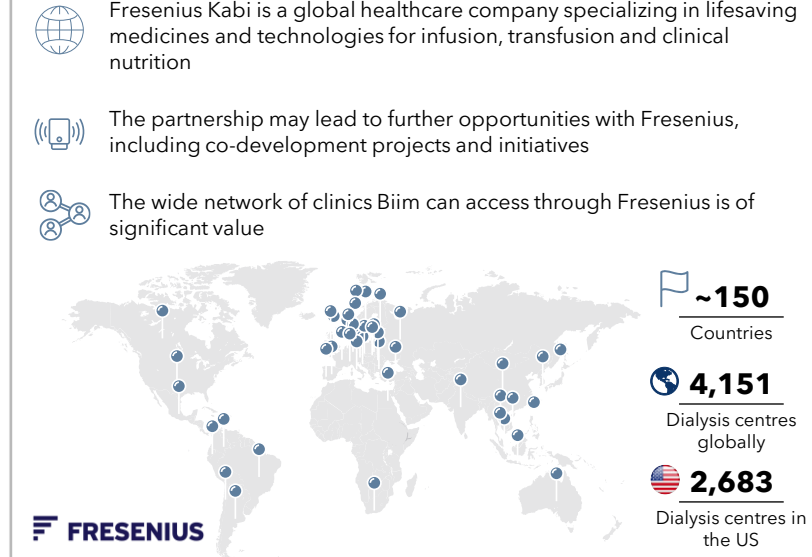 Fresenius Kabi is a global healthcare company specializing in lifesaving
medicines and technologies for infusion, transfusion and clinical
nutrition
The partnership may lead to further opportunities with Fresenius,
including co-development projects and initiatives
The wide network of clinics Biim can access through Fresenius is of
significant value
~150
Countries
4,151
Dialysis centres
globally
2,683
Dialysis centres in
the US
FRESENIUS